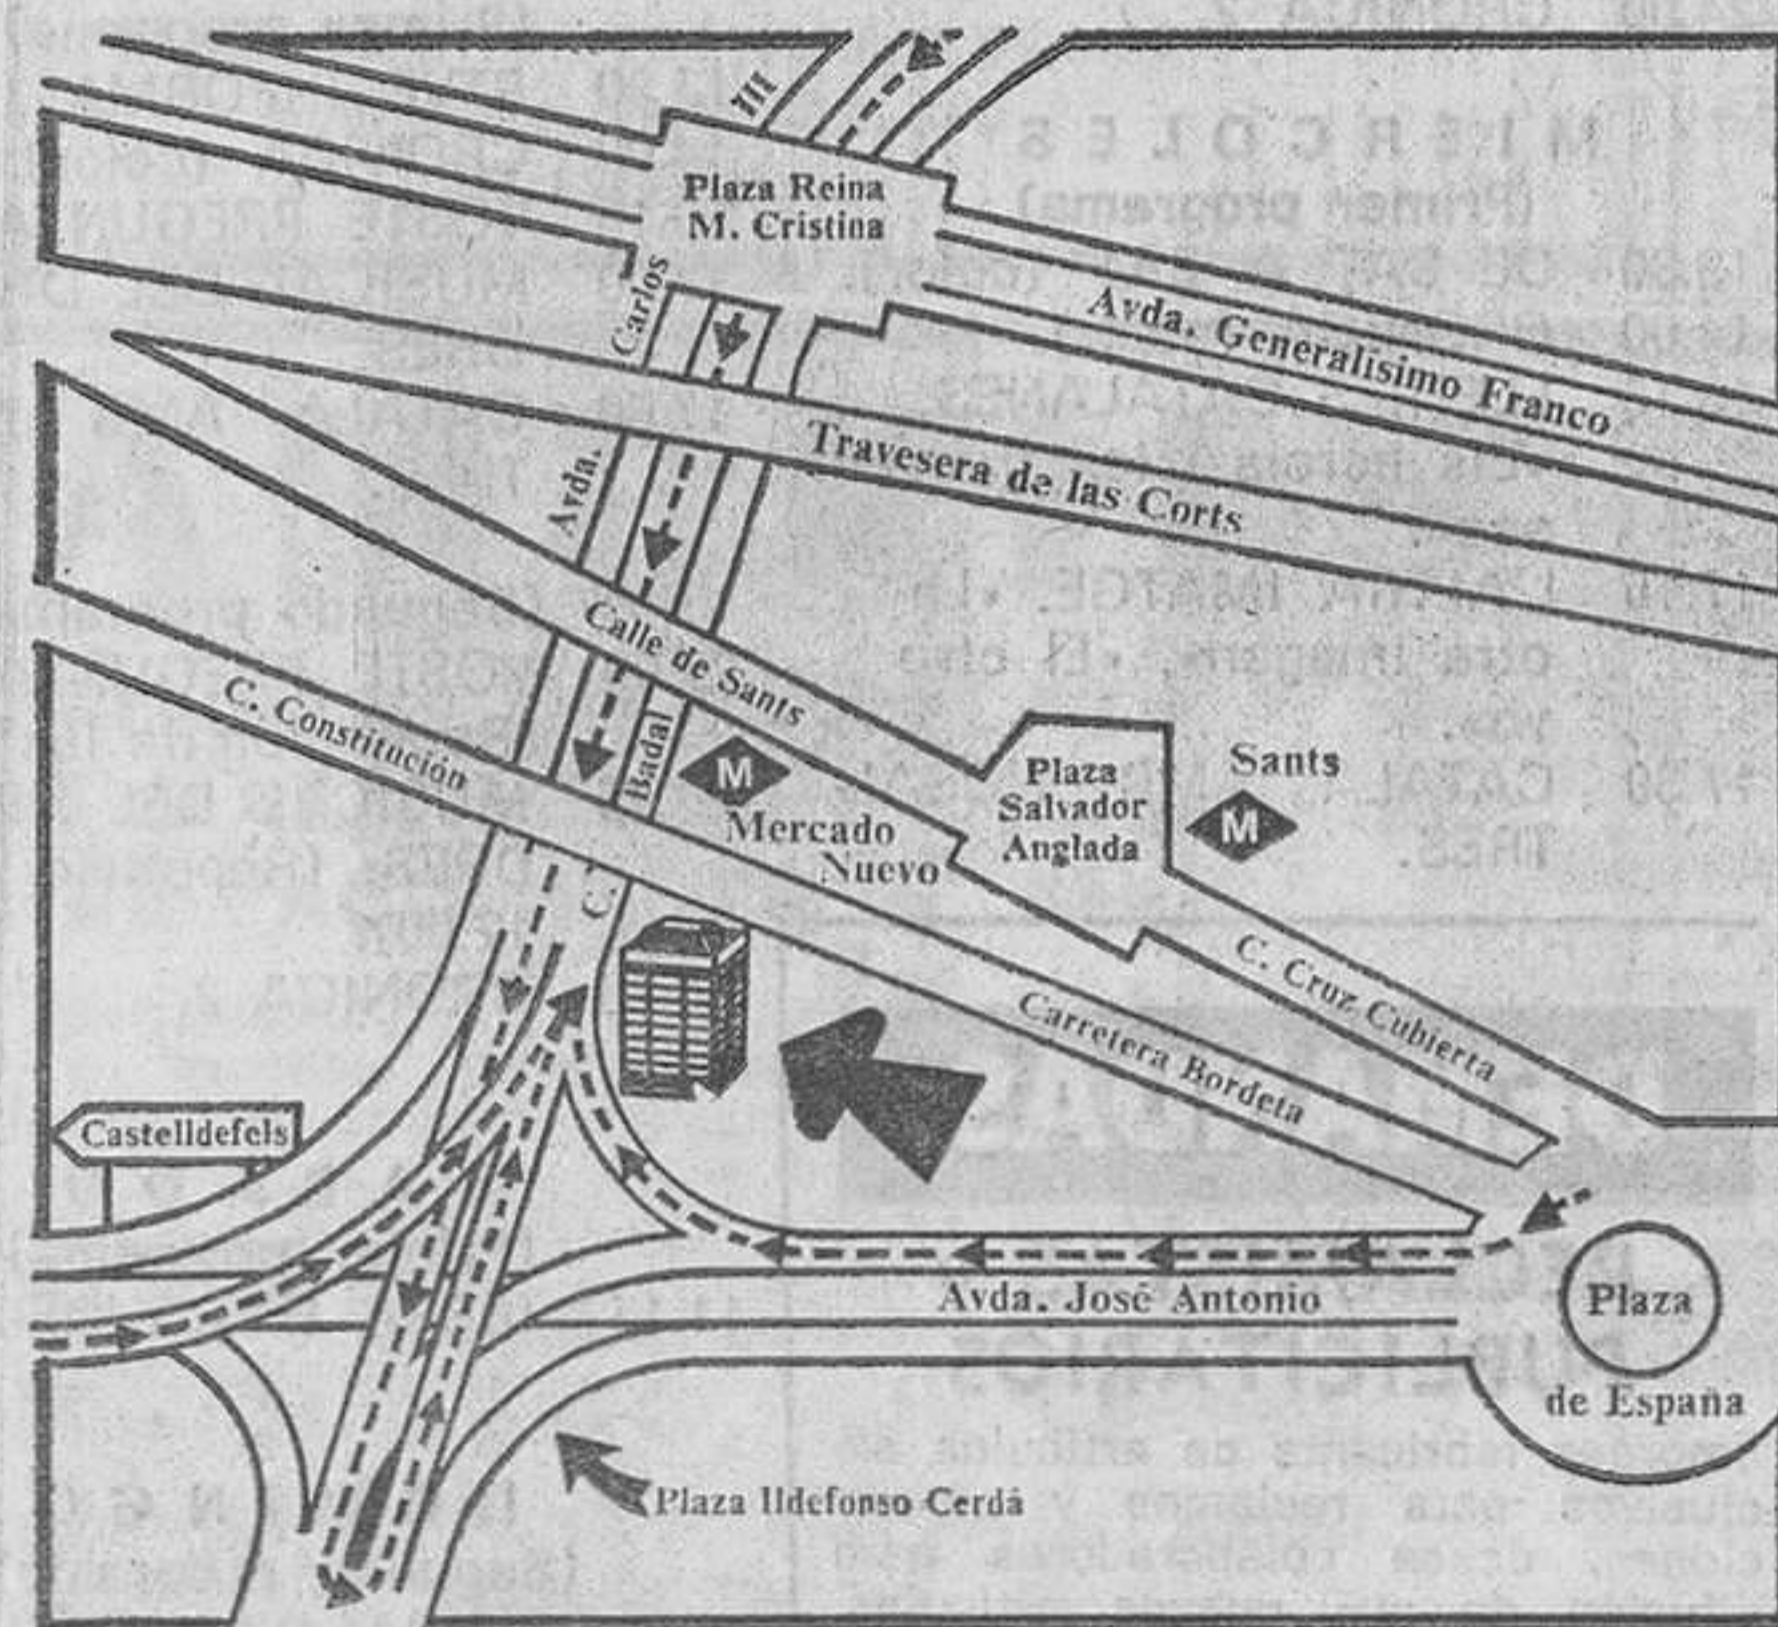 III
Plaza Reina
M. Cristina
Carlos
Avda.
Avda. Generalísimo Franco
Travesera de las Corts
Calle de Sants
C. Constitución
Badal
C.
M
Mercado
Nuevo
Plaza
Salvador
Anglada
Sants
M
C. Cruz Cubierta
Carretera Bordeta
Castelldefels
Avda. José Antonio
Plaza
de España
Plaza Ildefonso Cerdá